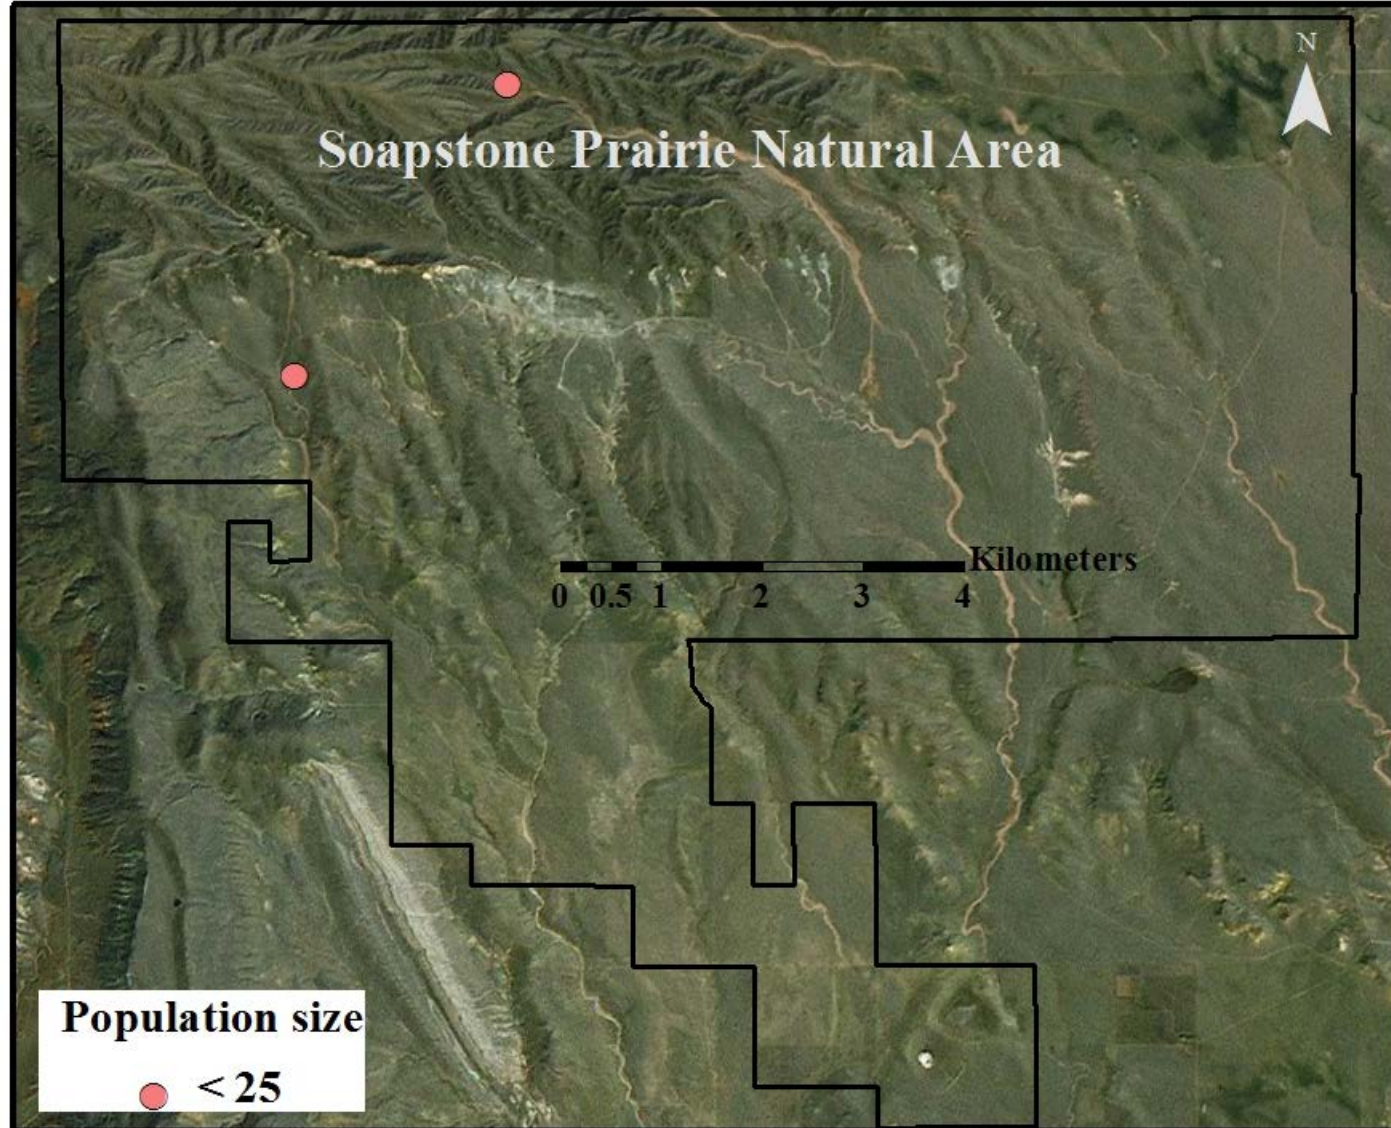 N
Soapstone Prairie Natural Area
Kilometers
0 0.5 1 2 3 4
Population size
< 25